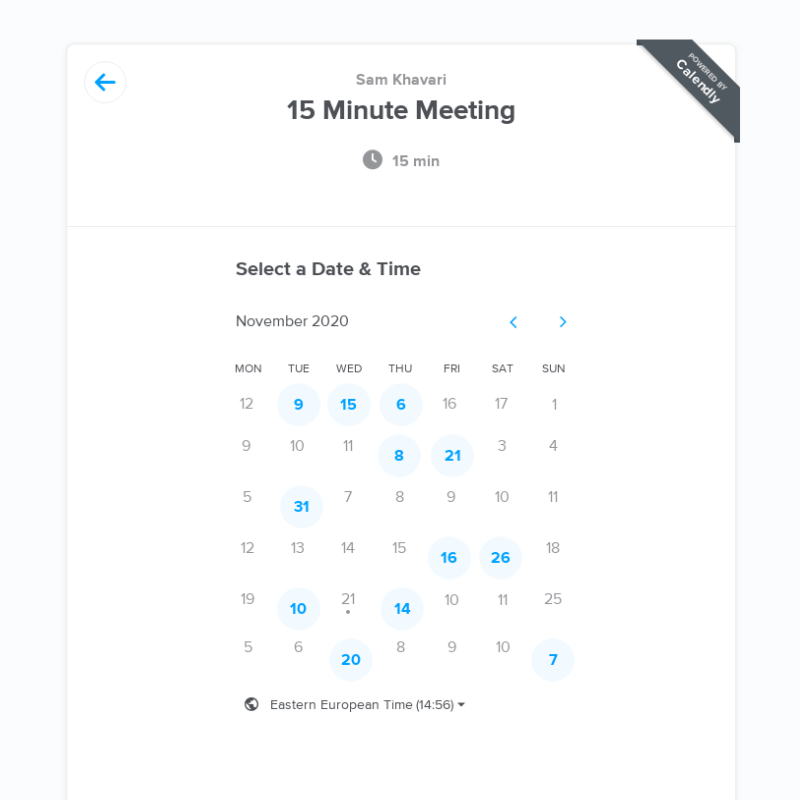 POWERED BY
Calendly
Sam Khavari
15 Minute Meeting
15 min
Select a Date & Time
November 2020
MON TUE WED THU FRI SAT SUN
12 9 15 6 16 17 1
9 10 11 8 21 3 4
5 31 7 8 9 10 11
12 13 14 15 16 26 18
19 10 21 14 10 11 25
5 6 20 8 9 10 7
Eastern European Time (14:56)